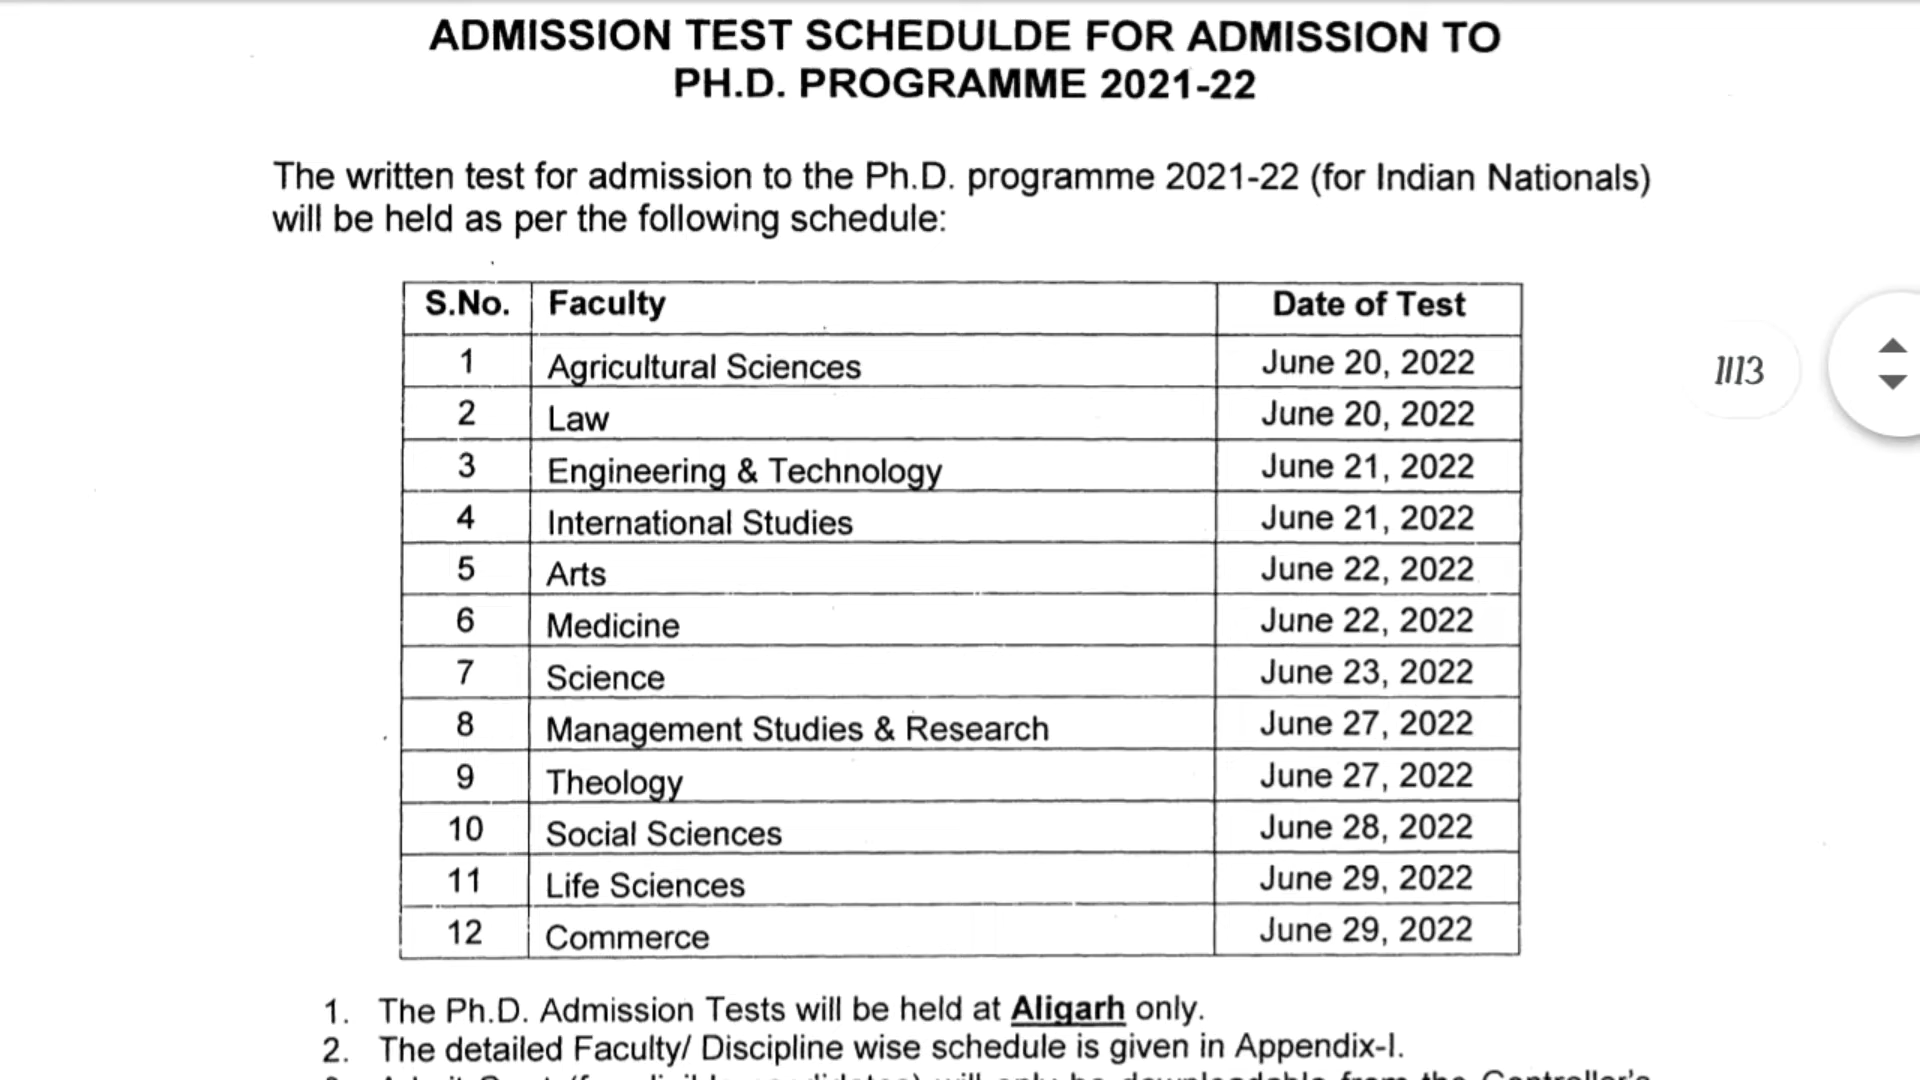 ADMISSION TEST SCHEDULDE FOR ADMISSION TO
PH.D. PROGRAMME 2021-22
The written test for admission to the Ph.D. programme 2021-22 (for Indian Nationals)
will be held as per the following schedule:
S.No. Faculty Date of Test
1 Agricultural Sciences June 20, 2022
2 Law June 20, 2022
3 Engineering & Technology June 21, 2022
4 International Studies June 21, 2022
5 Arts June 22, 2022
6 Medicine June 22, 2022
7 Science June 23, 2022
8 Management Studies & Research June 27, 2022
9 Theology June 27, 2022
10 Social Sciences June 28, 2022
11 Life Sciences June 29, 2022
12 Commerce June 29, 2022
1. The Ph.D. Admission Tests will be held at Aligarh only.
2. The detailed Faculty/ Discipline wise schedule is given in Appendix-I.